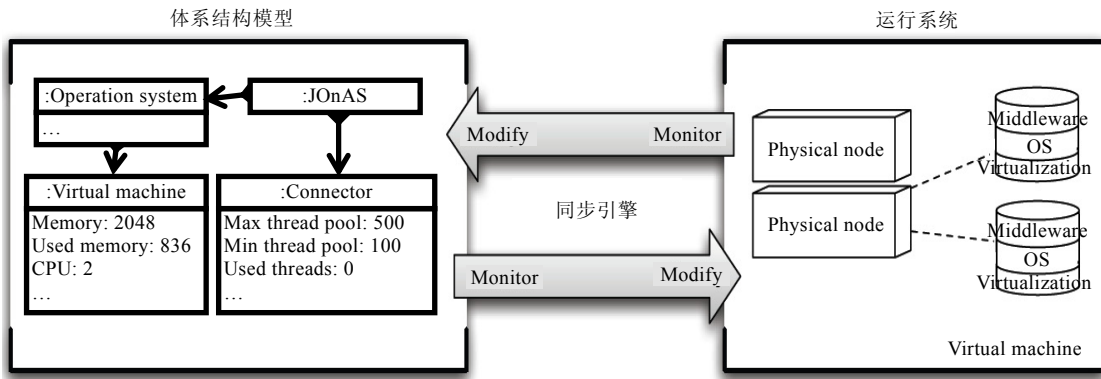 体系结构模型
:Operation system
…
:JOnAS
:Virtual machine
Memory: 2048
Used memory: 836
CPU: 2
…
:Connector
Max thread pool: 500
Min thread pool: 100
Used threads: 0
…
Modify
Monitor
同步引擎
Monitor
Modify
运行系统
Physical node
Physical node
Middleware
OS
Virtualization
Middleware
OS
Virtualization
Virtual machine